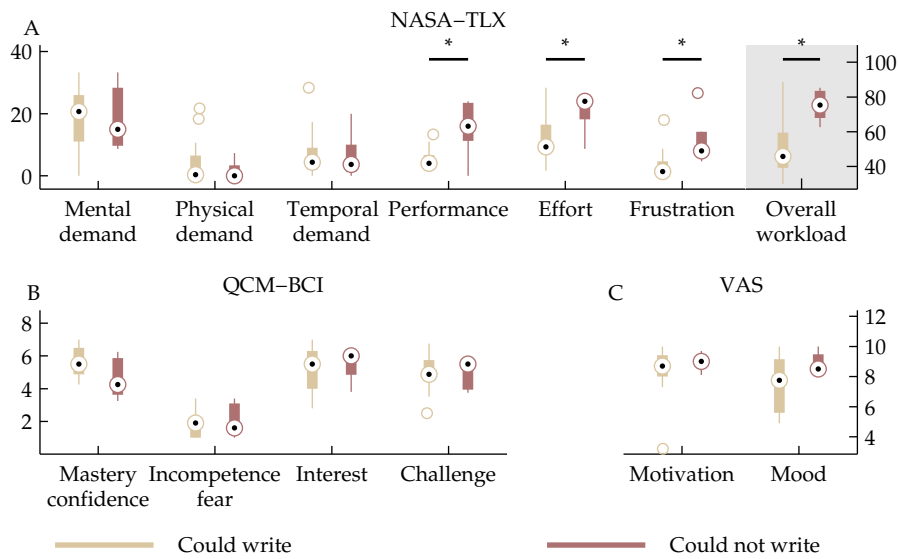 A
NASA−TLX
*
*
*
*
40
20
0
100
80
60
40
Mental
demand
Physical
demand
Temporal
demand
Performance
Effort
Frustration
Overall
workload
B
QCM−BCI
8
6
4
2
Mastery
confidence
Incompetence
fear
Interest
Challenge
C
VAS
12
10
8
6
4
Motivation
Mood
Could write
Could not write